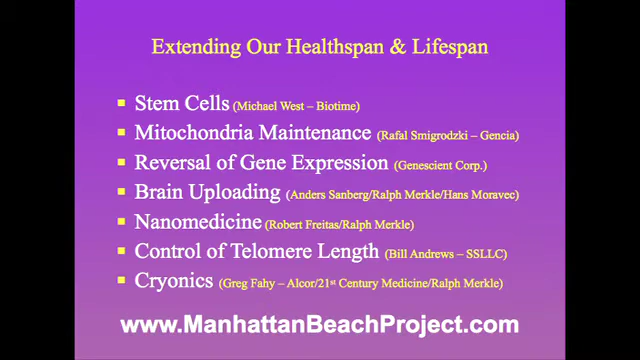 Extending Our Healthspan & Lifespan
Stem Cells (Michael West – Biotime)
Mitochondria Maintenance (Rafal Smigrodzki – Gencia)
Reversal of Gene Expression (Genescient Corp.)
Brain Uploading (Anders Sanberg/Ralph Merkle/Hans Moravec)
Nanomedicine (Robert Freitas/Ralph Merkle)
Control of Telomere Length (Bill Andrews – SSLLC)
Cryonics (Greg Fahy – Alcor/21st Century Medicine/Ralph Merkle)
www.ManhattanBeachProject.com